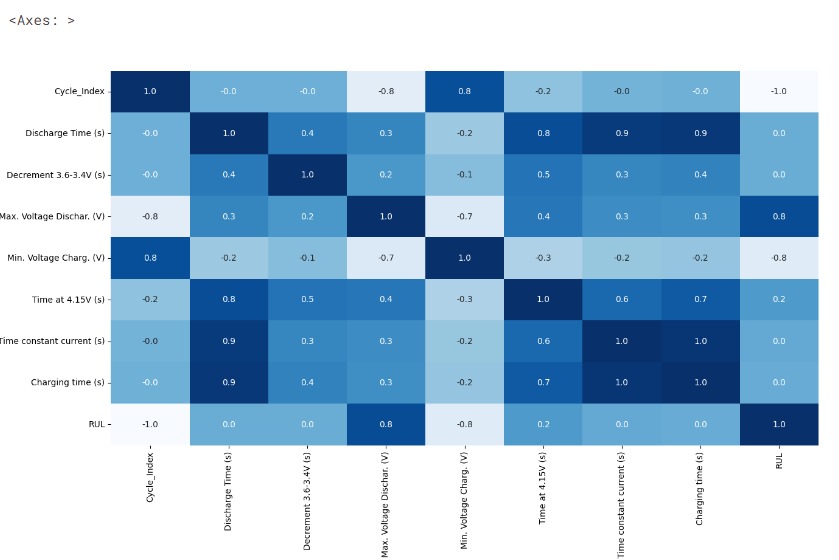 <Axes: >
Cycle_Index 1.0 -0.0 -0.0 -0.8 0.8 -0.2 -0.0 -0.0 -1.0
Discharge Time (s) -0.0 1.0 0.4 0.3 -0.2 0.8 0.9 0.9 0.0
Decrement 3.6-3.4V (s) -0.0 0.4 1.0 0.2 -0.1 0.5 0.3 0.4 0.0
Max. Voltage Dischar. (V) -0.8 0.3 0.2 1.0 -0.7 0.4 0.3 0.3 0.8
Min. Voltage Charg. (V) 0.8 -0.2 -0.1 -0.7 1.0 -0.3 -0.2 -0.2 -0.8
Time at 4.15V (s) -0.2 0.8 0.5 0.4 -0.3 1.0 0.6 0.7 0.2
Time constant current (s) -0.0 0.9 0.3 0.3 -0.2 0.6 1.0 1.0 0.0
Charging time (s) -0.0 0.9 0.4 0.3 -0.2 0.7 1.0 1.0 0.0
RUL -1.0 0.0 0.0 0.8 -0.8 0.2 0.0 0.0 1.0
Cycle_Index
Discharge Time (s)
Decrement 3.6-3.4V (s)
Max. Voltage Dischar. (V)
Min. Voltage Charg. (V)
Time at 4.15V (s)
Time constant current (s)
Charging time (s)
RUL